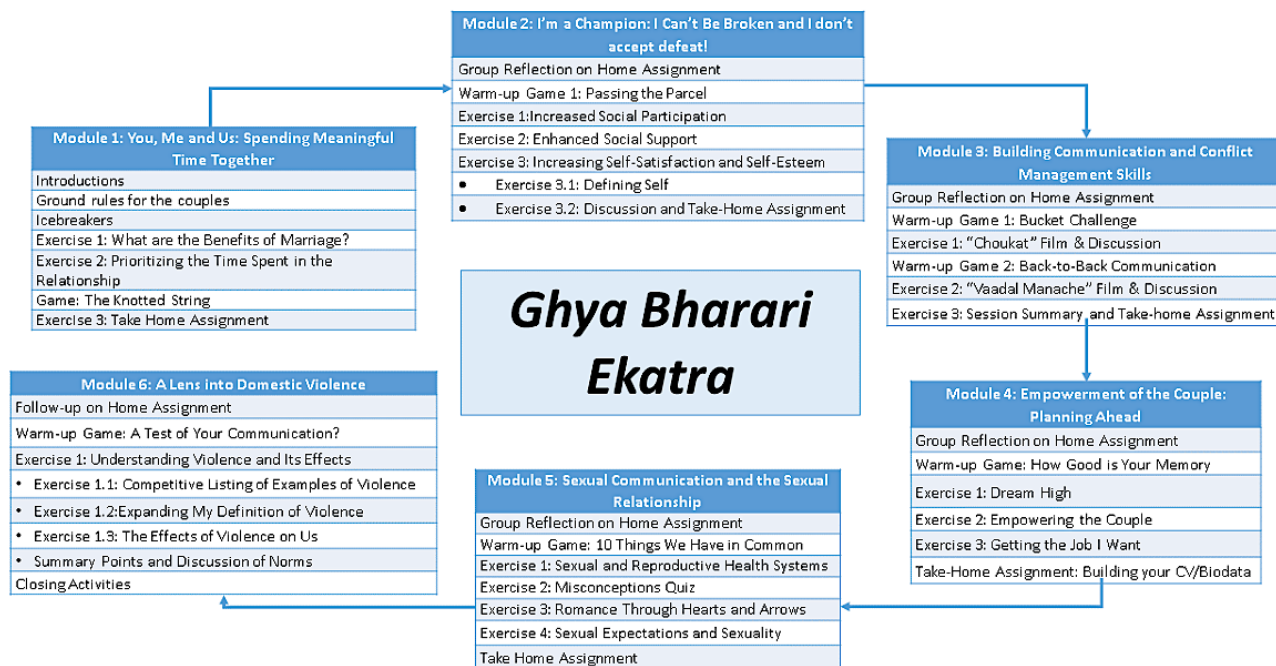 Module 1: You, Me and Us: Spending Meaningful
Time Together
Introductions
Ground rules for the couples
Icebreakers
Exercise 1: What are the Benefits of Marriage?
Exercise 2: Prioritizing the Time Spent in the
Relationship
Game: The Knotted String
Exercise 3: Take Home Assignment
Module 2: I'm a Champion: I Can't Be Broken and I don't
accept defeat!
Group Reflection on Home Assignment
Warm-up Game 1: Passing the Parcel
Exercise 1:Increased Social Participation
Exercise 2: Enhanced Social Support
Exercise 3: Increasing Self-Satisfaction and Self-Esteem
• Exercise 3.1: Defining Self
• Exercise 3.2: Discussion and Take-Home Assignment
Module 3: Building Communication and Conflict
Management Skills
Group Reflection on Home Assignment
Warm-up Game 1: Bucket Challenge
Exercise 1: "Choukat" Film & Discussion
Warm-up Game 2: Back-to-Back Communication
Exercise 2: "Vaadal Manache" Film & Discussion
Exercise 3: Session Summary and Take-home Assignment
Ghya Bharari
Ekatra
Module 4: Empowerment of the Couple:
Planning Ahead
Group Reflection on Home Assignment
Warm-up Game: How Good is Your Memory
Exercise 1: Dream High
Exercise 2: Empowering the Couple
Exercise 3: Getting the Job I Want
Take-Home Assignment: Building your CV/Biodata
Module 5: Sexual Communication and the Sexual
Relationship
Group Reflection on Home Assignment
Warm-up Game: 10 Things We Have in Common
Exercise 1: Sexual and Reproductive Health Systems
Exercise 2: Misconceptions Quiz
Exercise 3: Romance Through Hearts and Arrows
Exercise 4: Sexual Expectations and Sexuality
Take Home Assignment
Module 6: A Lens into Domestic Violence
Follow-up on Home Assignment
Warm-up Game: A Test of Your Communication?
Exercise 1: Understanding Violence and Its Effects
• Exercise 1.1: Competitive Listing of Examples of Violence
• Exercise 1.2:Expanding My Definition of Violence
• Exercise 1.3: The Effects of Violence on Us
• Summary Points and Discussion of Norms
Closing Activities